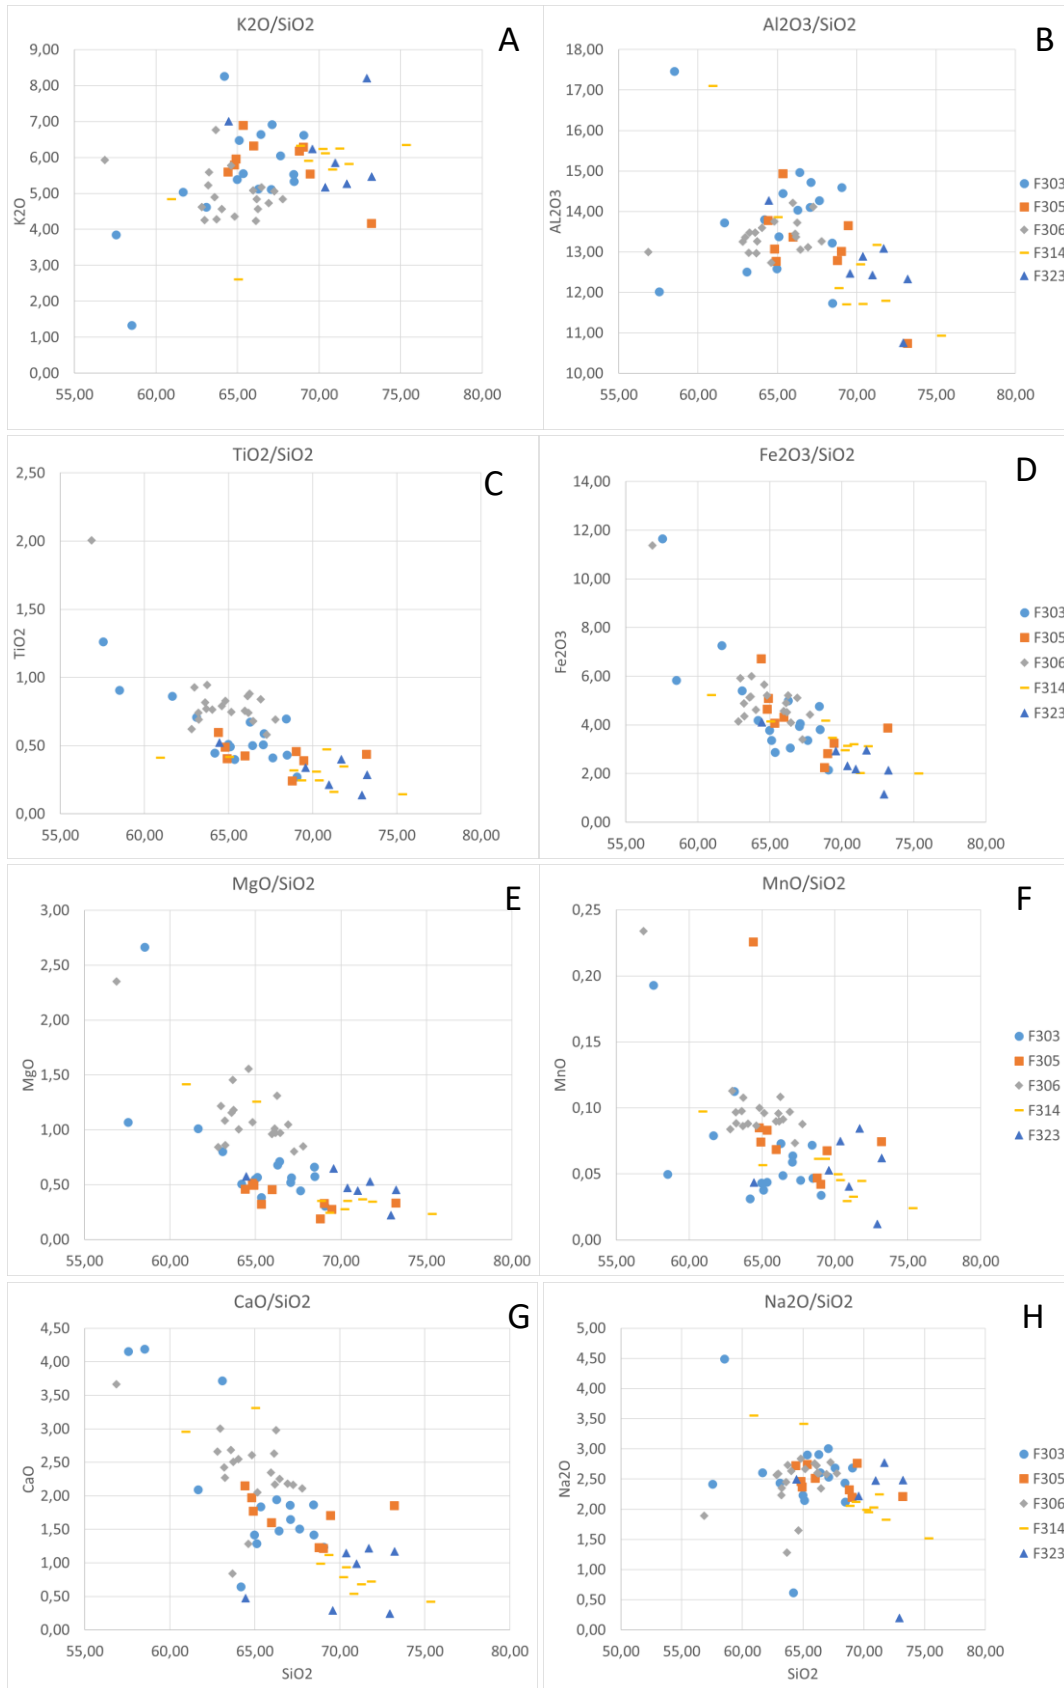 K2O/SiO2
A
9,00
8,00
7,00
6,00
5,00
4,00
3,00
2,00
1,00
0,00
K2O
55,00 60,00 65,00 70,00 75,00 80,00
Al2O3/SiO2
B
18,00
17,00
16,00
15,00
14,00
13,00
12,00
11,00
10,00
AL2O3
55,00 60,00 65,00 70,00 75,00 80,00
F303
F305
F306
F314
F323
TiO2/SiO2
C
2,50
2,00
1,50
1,00
0,50
0,00
TiO2
55,00 60,00 65,00 70,00 75,00 80,00
Fe2O3/SiO2
D
14,00
12,00
10,00
8,00
6,00
4,00
2,00
0,00
Fe2O3
55,00 60,00 65,00 70,00 75,00 80,00
F303
F305
F306
F314
F323
MgO/SiO2
E
3,00
2,50
2,00
1,50
1,00
0,50
0,00
MgO
55,00 60,00 65,00 70,00 75,00 80,00
MnO/SiO2
F
0,25
0,20
0,15
0,10
0,05
0,00
MnO
55,00 60,00 65,00 70,00 75,00 80,00
F303
F305
F306
F314
F323
CaO/SiO2
G
4,50
4,00
3,50
3,00
2,50
2,00
1,50
1,00
0,50
0,00
CaO
55,00 60,00 65,00 70,00 75,00 80,00
SiO2
Na2O/SiO2
H
5,00
4,50
4,00
3,50
3,00
2,50
2,00
1,50
1,00
0,50
0,00
Na2O
50,00 55,00 60,00 65,00 70,00 75,00 80,00
SiO2
F303
F305
F306
F314
F323